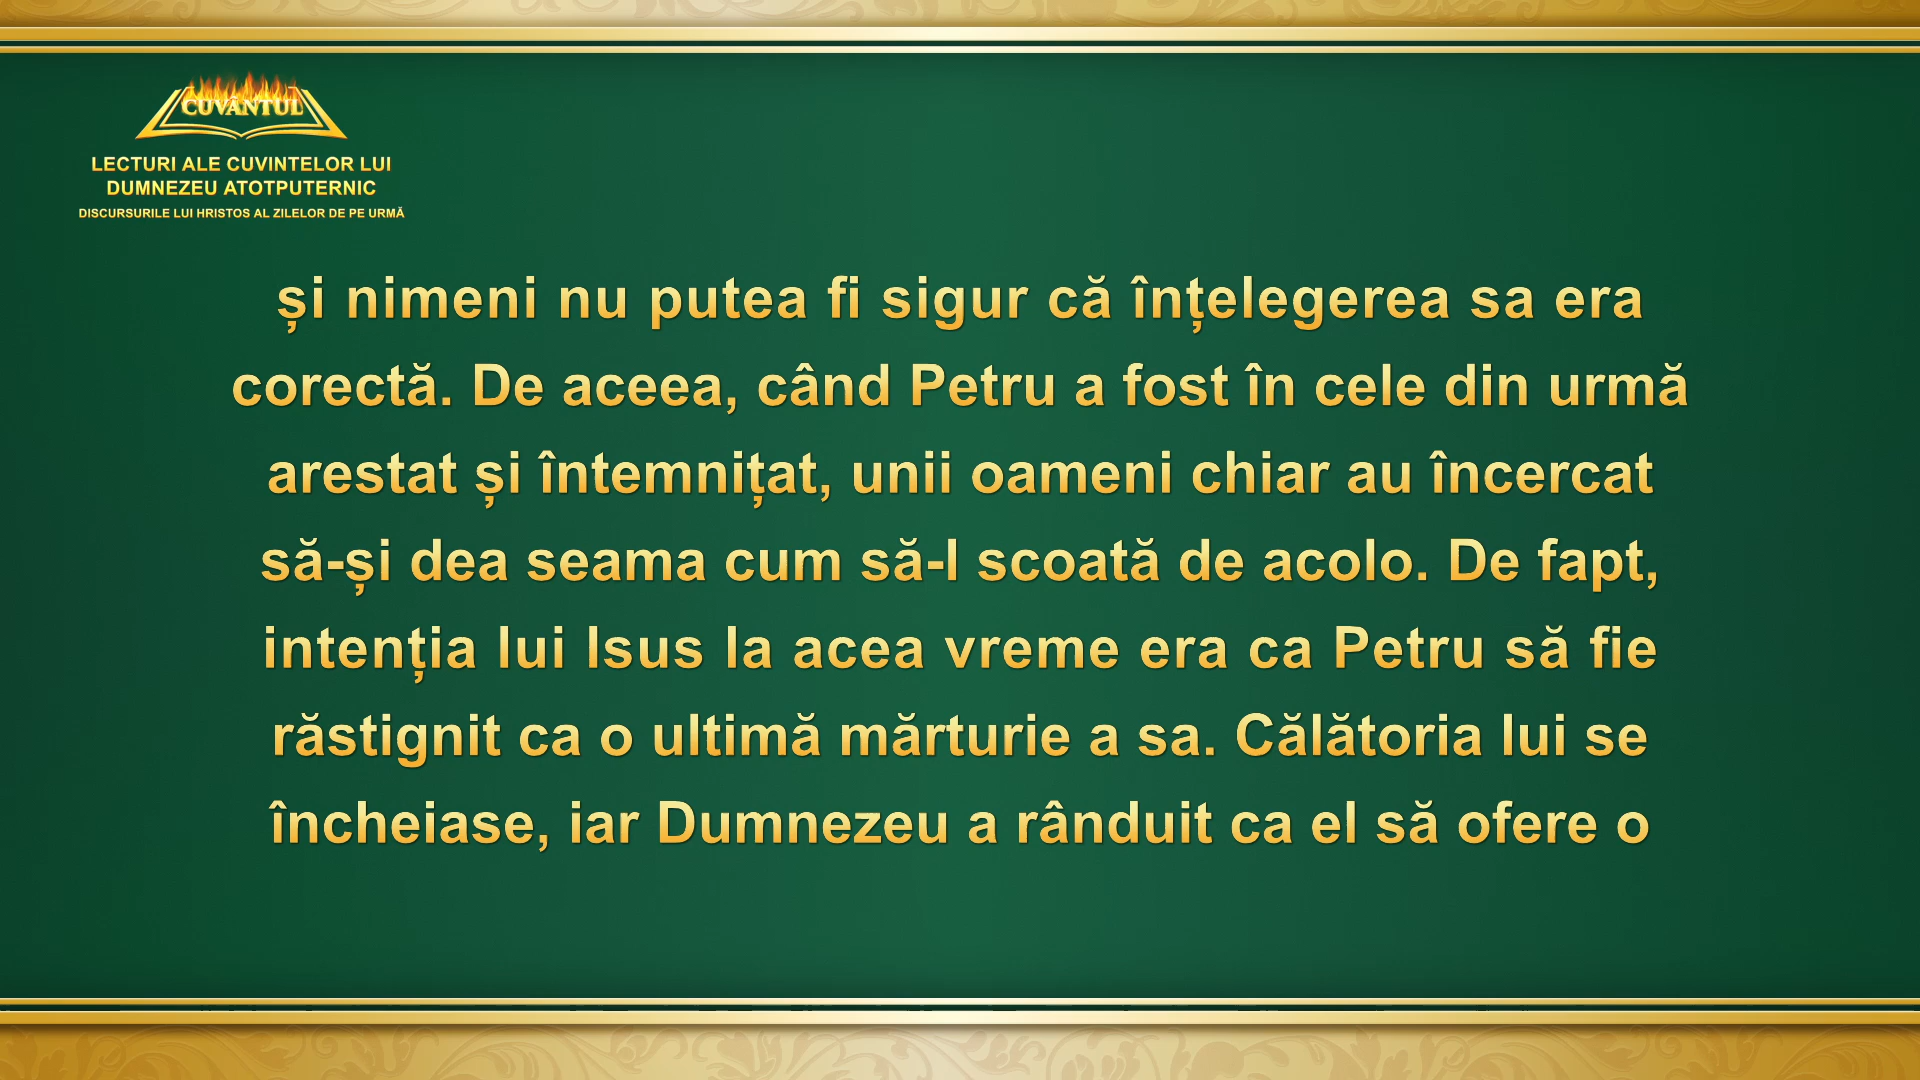 CUVÂNTUL
LECTURI ALE CUVINTELOR LUI
DUMNEZEU ATOTPUTERNIC
DISCURSURILE LUI HRISTOS AL ZILELOR DE PE URMĂ
și nimeni nu putea fi sigur că înțelegerea sa era
corectă. De aceea, când Petru a fost în cele din urmă
arestat și întemnițat, unii oameni chiar au încercat
să-și dea seama cum să-l scoată de acolo. De fapt,
intenția lui Isus la acea vreme era ca Petru să fie
răstignit ca o ultimă mărturie a sa. Călătoria lui se
încheiase, iar Dumnezeu a rânduit ca el să ofere o